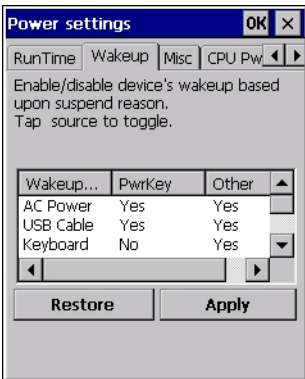 Power settings OK ×
RunTime Wakeup Misc CPU Pw
Enable/disable device's wakeup based
upon suspend reason.
Tap source to toggle.
Wakeup... PwrKey Other
AC Power Yes Yes
USB Cable Yes Yes
Keyboard No Yes
Restore Apply